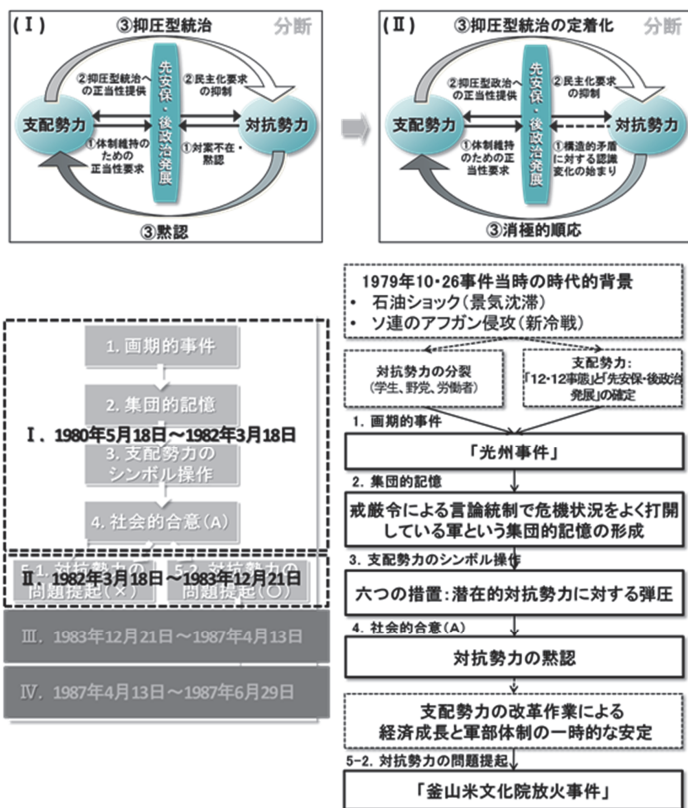 (Ⅰ)
③抑圧型統治
分断
②抑圧型統治へ
の正当性提供
②民主化要求
の抑制
支配勢力
先安保・後政治発展
対抗勢力
①体制維持の
ための正当
性要求
①対案不在・
黙認
③黙認
(Ⅱ)
③抑圧型統治の定着化
分断
②抑圧型政治へ
の正当性提供
②民主化要求
の抑制
支配勢力
先安保・後政治発展
対抗勢力
①体制維持
のための正
当性要求
①構造的矛盾
に対する認識
変化の始まり
③消極的順応
1. 画期的事件
2. 集団的記憶
Ⅰ. 1980年5月18日～1982年3月18日
3. 支配勢力の
シンボル操作
4. 社会的合意(A)
5-1. 対抗勢力の
問題提起(×)
5-2. 対抗勢力の
問題提起(○)
Ⅱ. 1982年3月18日～1983年12月21日
Ⅲ. 1983年12月21日～1987年4月13日
Ⅳ. 1987年4月13日～1987年6月29日
1979年10・26事件当時の時代的背景
• 石油ショック(景気沈滞)
• ソ連のアフガン侵攻(新冷戦)
対抗勢力の分裂
(学生、野党、労働者)
支配勢力:
「12・12事態」と「先安保・後政治
発展」の確定
1. 画期的事件
「光州事件」
2. 集団的記憶
戒厳令による言論統制で危機状況をよく打開
している軍という集団的記憶の形成
3. 支配勢力のシンボル操作
六つの措置:潜在的対抗勢力に対する弾圧
4. 社会的合意(A)
対抗勢力の黙認
支配勢力の改革作業による
経済成長と軍部体制の一時的な安定
5-2. 対抗勢力の問題提起
「釜山米文化院放火事件」